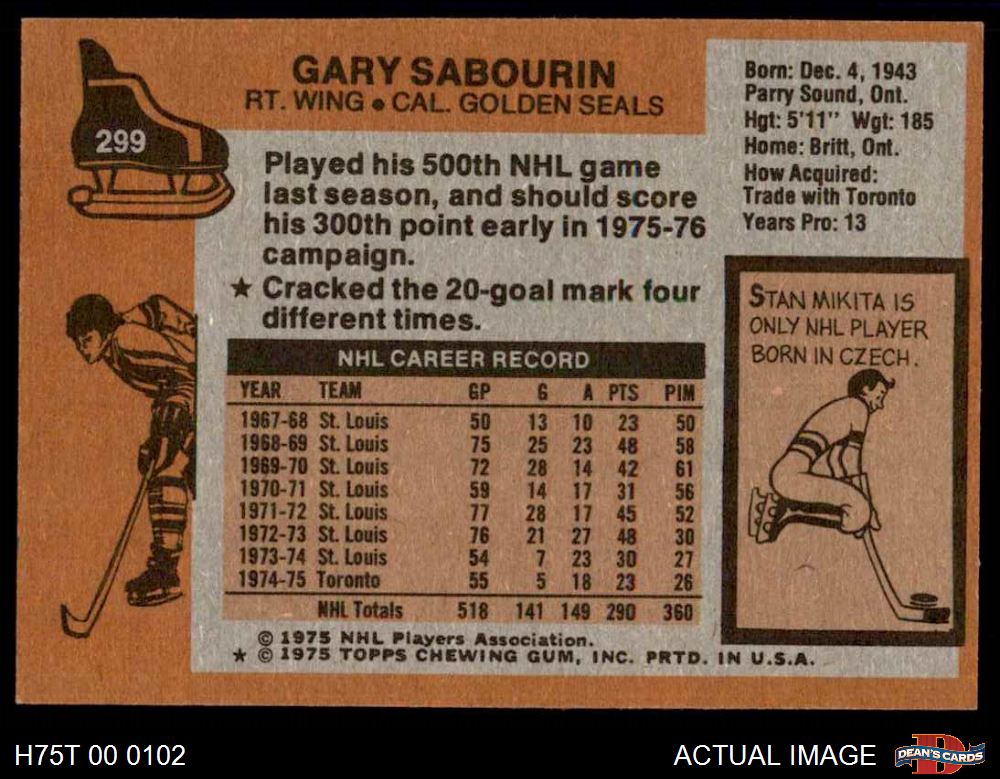 299
GARY SABOURIN
RT. WING • CAL. GOLDEN SEALS
Born: Dec. 4, 1943
Parry Sound, Ont.
Hgt: 5'11" Wgt: 185
Home: Britt, Ont.
How Acquired:
Trade with Toronto
Years Pro: 13
Played his 500th NHL game
last season, and should score
his 300th point early in 1975-76
campaign.
★ Cracked the 20-goal mark four
different times.
STAN MIKITA IS
ONLY NHL PLAYER
BORN IN CZECH.
NHL CAREER RECORD
YEAR TEAM GP G A PTS PIM
1967-68 St. Louis 50 13 10 23 50
1968-69 St. Louis 75 25 23 48 58
1969-70 St. Louis 72 28 14 42 61
1970-71 St. Louis 59 14 17 31 56
1971-72 St. Louis 77 28 17 45 52
1972-73 St. Louis 76 21 27 48 30
1973-74 St. Louis 54 7 23 30 27
1974-75 Toronto 55 5 18 23 26
NHL Totals 518 141 149 290 360
© 1975 NHL Players Association.
★ © 1975 TOPPS CHEWING GUM, INC. PRTD. IN U.S.A.
H75T 00 0102
ACTUAL IMAGE
D
DEAN'S CARDS